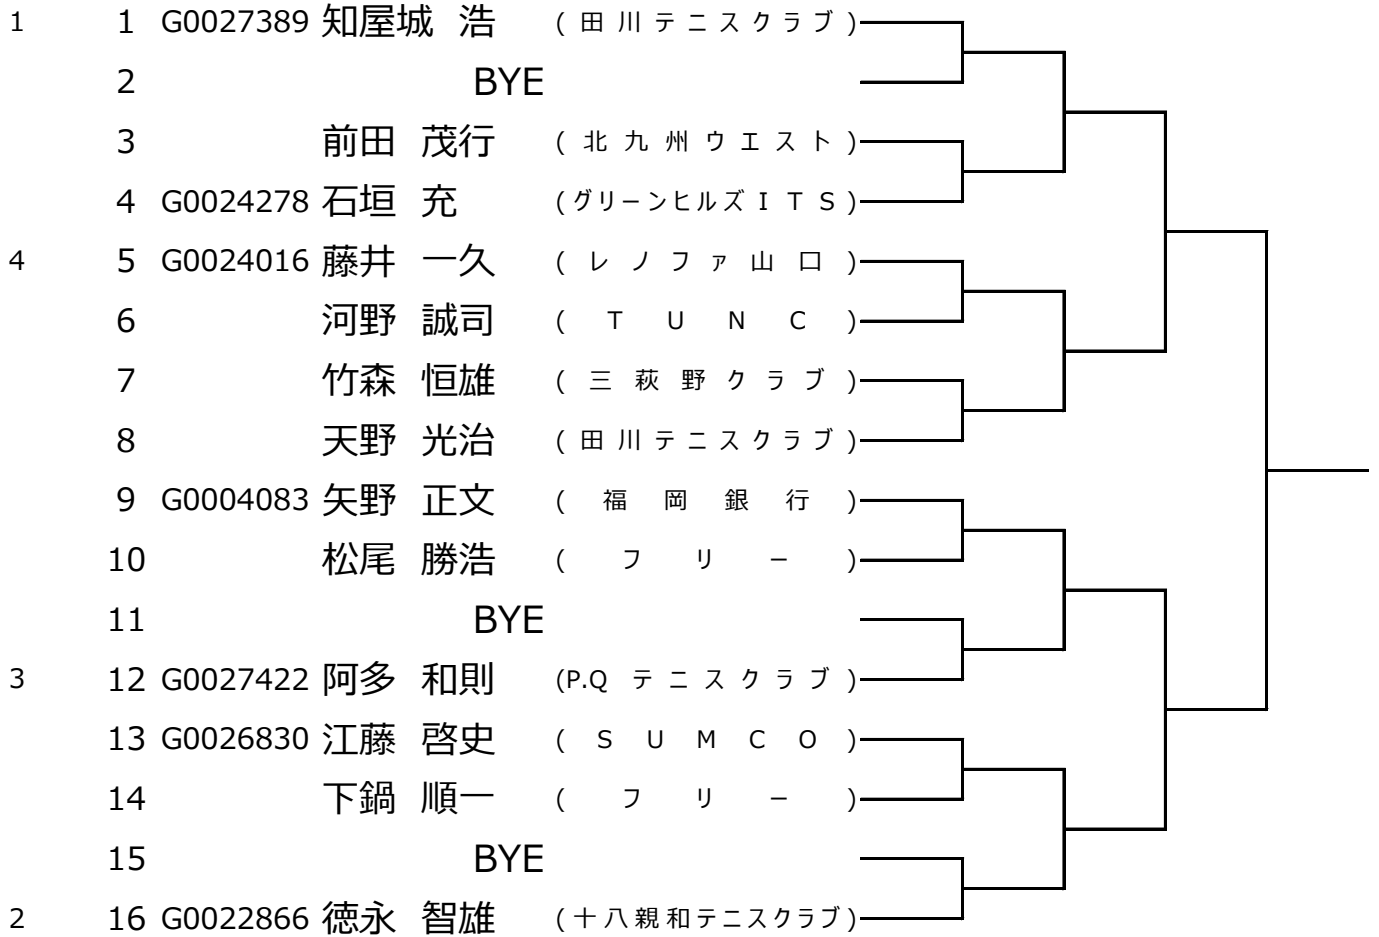 1 1 G0027389 知屋城 浩 (田川テニスクラブ)
2 BYE
3 前田 茂行 (北九州ウエスト)
4 G0024278 石垣 充 (グリーンヒルズＩＴＳ)
4 5 G0024016 藤井 一久 (レノファ山口)
6 河野 誠司 (ＴＵＮＣ)
7 竹森 恒雄 (三萩野クラブ)
8 天野 光治 (田川テニスクラブ)
9 G0004083 矢野 正文 (福岡銀行)
10 松尾 勝浩 (フリー)
11 BYE
3 12 G0027422 阿多 和則 (P.Q テニスクラブ)
13 G0026830 江藤 啓史 (ＳＵＭＣＯ)
14 下鍋 順一 (フリー)
15 BYE
2 16 G0022866 徳永 智雄 (十八親和テニスクラブ)